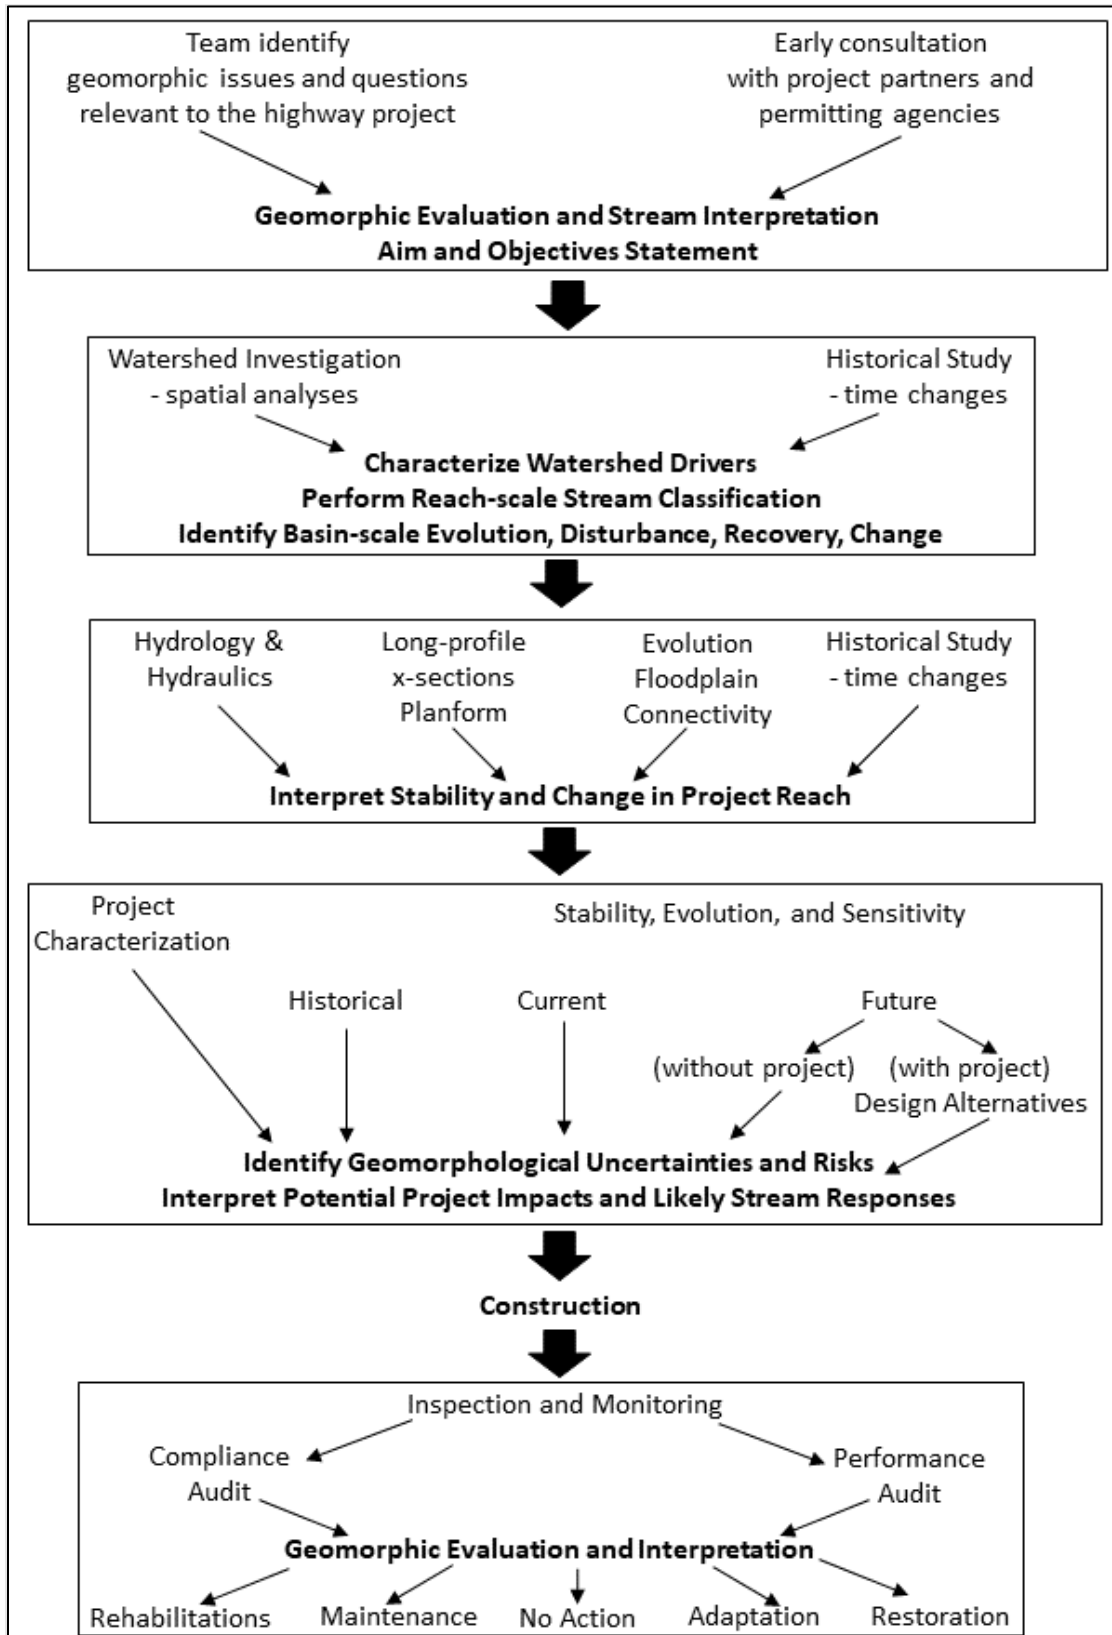 Team identify
geomorphic issues and questions
relevant to the highway project
Early consultation
with project partners and
permitting agencies
Geomorphic Evaluation and Stream Interpretation
Aim and Objectives Statement
Watershed Investigation
- spatial analyses
Historical Study
- time changes
Characterize Watershed Drivers
Perform Reach-scale Stream Classification
Identify Basin-scale Evolution, Disturbance, Recovery, Change
Hydrology &
Hydraulics
Long-profile
x-sections
Planform
Evolution
Floodplain
Connectivity
Historical Study
- time changes
Interpret Stability and Change in Project Reach
Project
Characterization
Stability, Evolution, and Sensitivity
Historical
Current
Future
(without project)
(with project)
Design Alternatives
Identify Geomorphological Uncertainties and Risks
Interpret Potential Project Impacts and Likely Stream Responses
Construction
Inspection and Monitoring
Compliance
Audit
Performance
Audit
Geomorphic Evaluation and Interpretation
Rehabilitations
Maintenance
No Action
Adaptation
Restoration